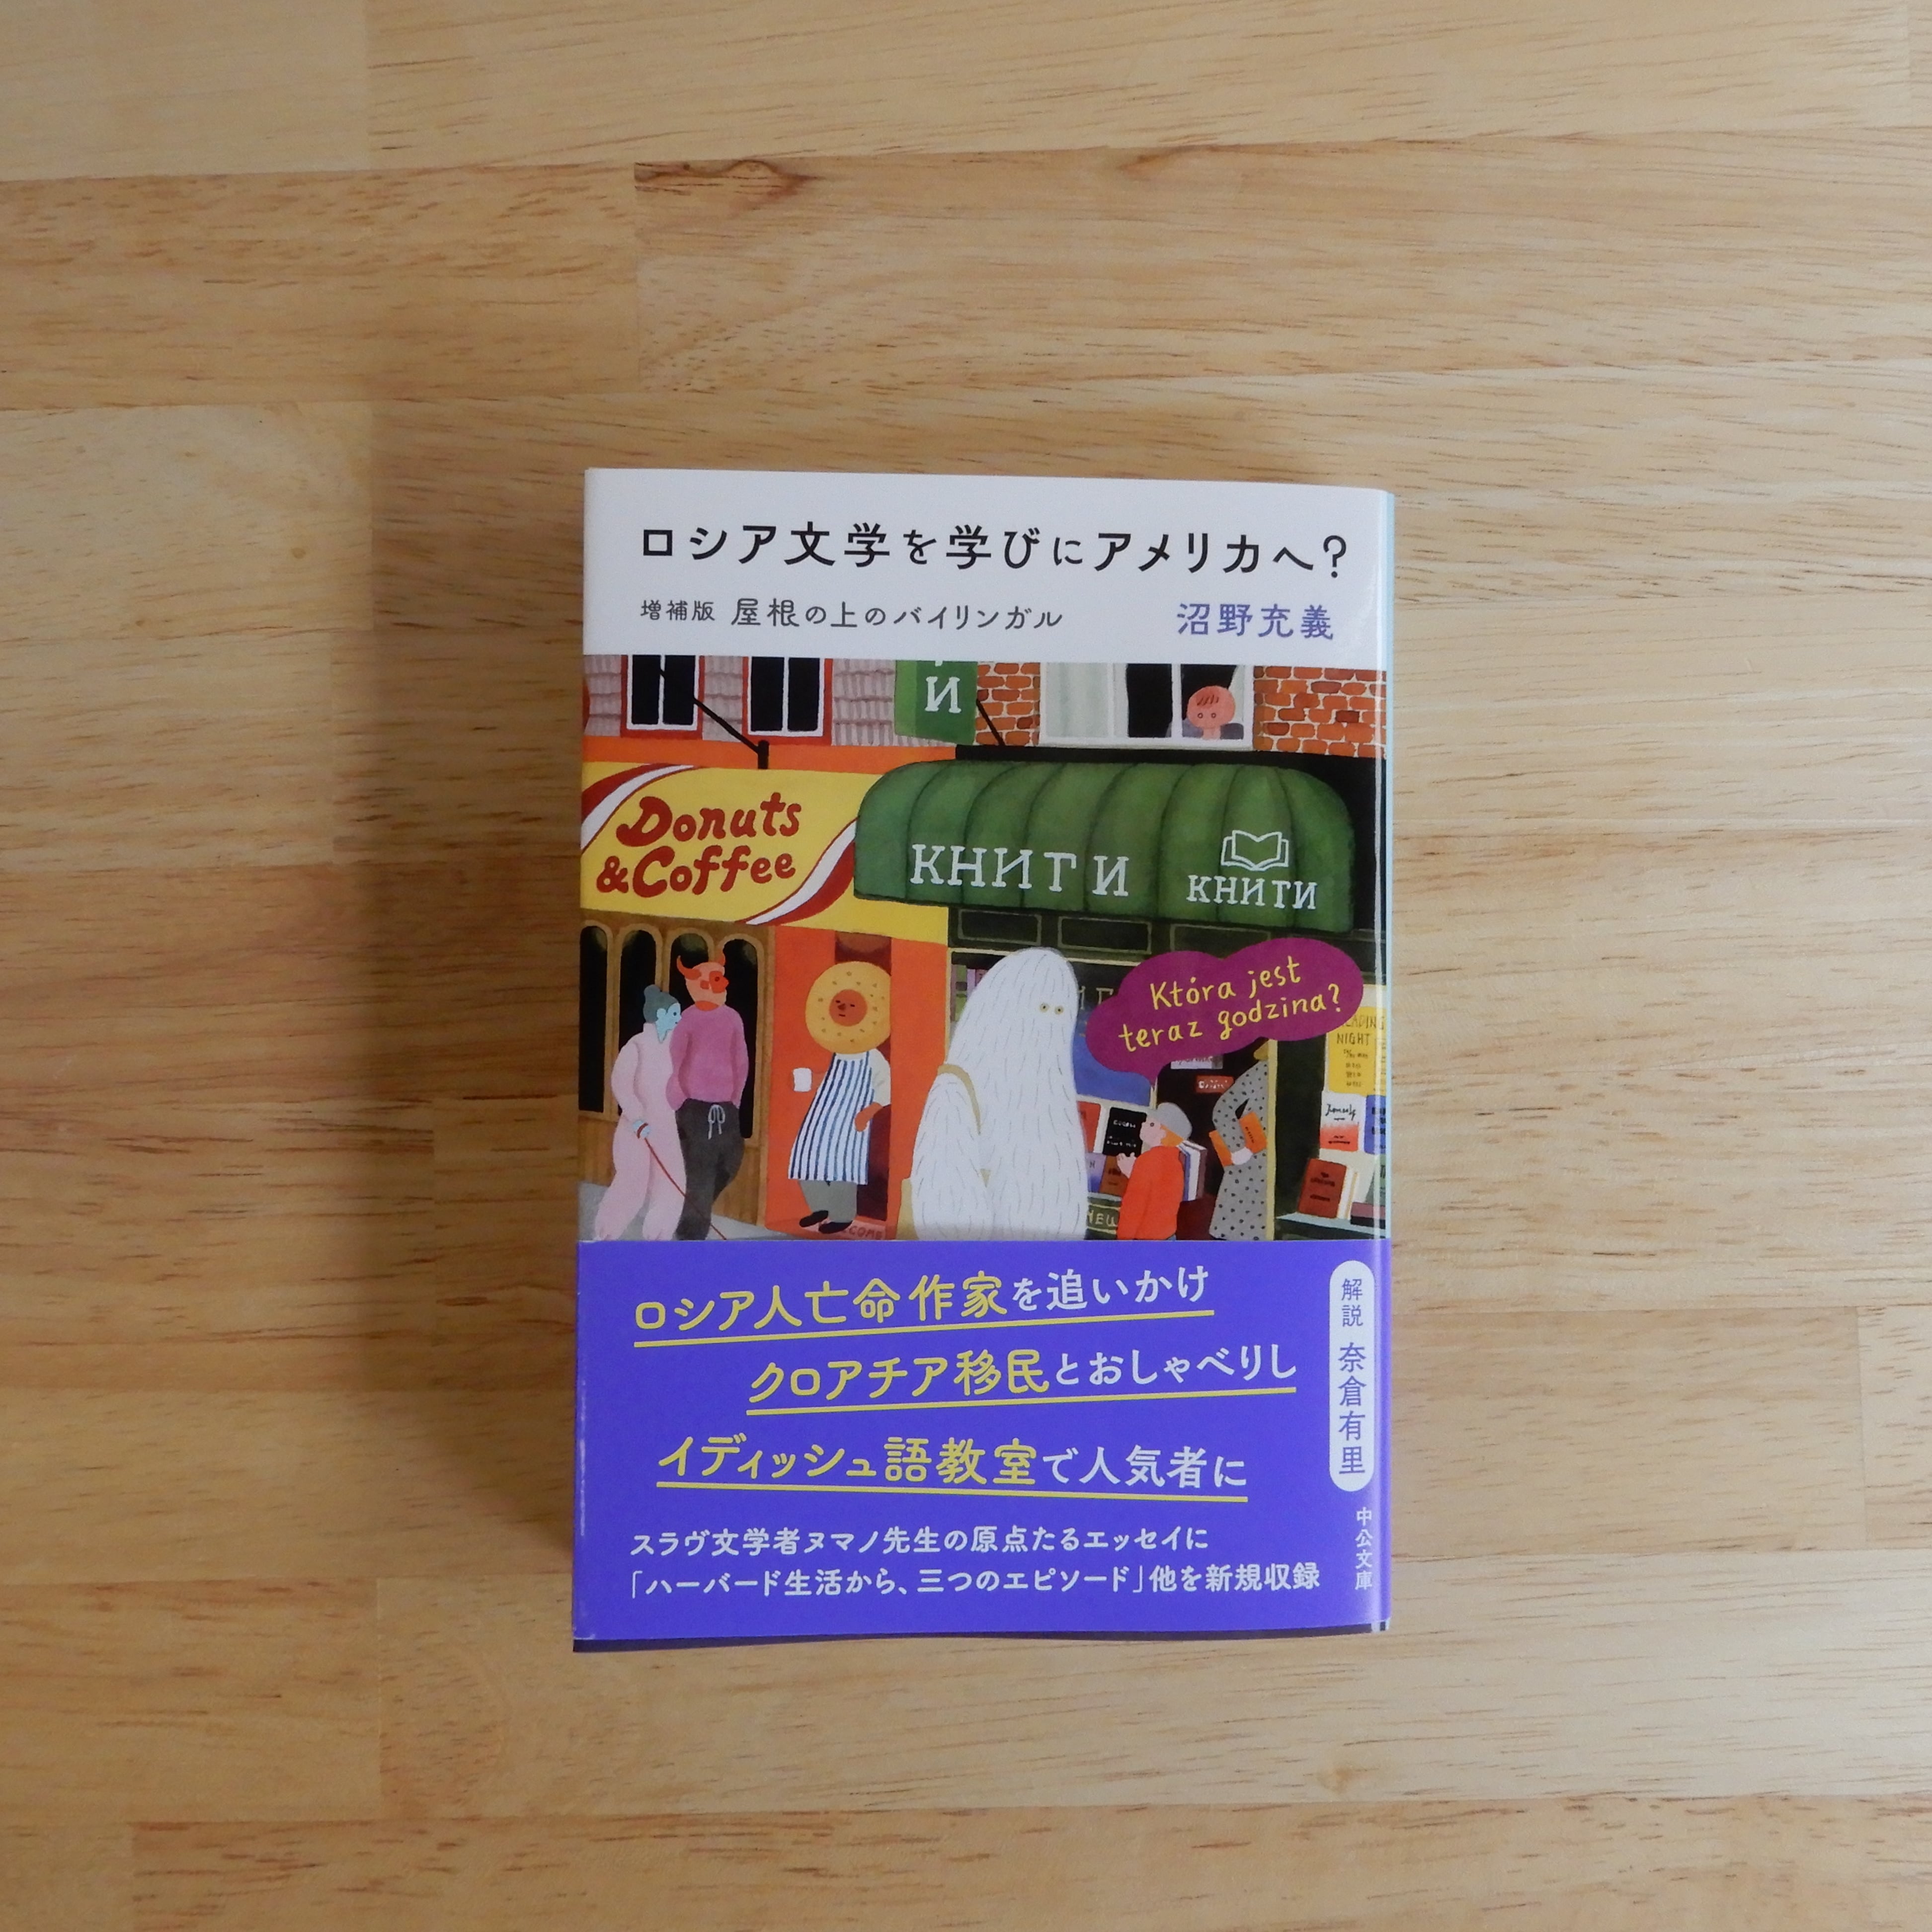 ロシア文学を学びにアメリカへ?
増補版 屋根の上のバイリンガル
沼野充義
И
Donuts
&Coffee
КНИГИ
КНИГИ
Która jest
teraz godzina?
NIGHT
ロシア人亡命作家を追いかけ
クロアチア移民とおしゃべりし
イディッシュ語教室で人気者に
スラヴ文学者ヌマノ先生の原点たるエッセイに
「ハーバード生活から、三つのエピソード」他を新規収録
解説 奈倉有里
中公文庫